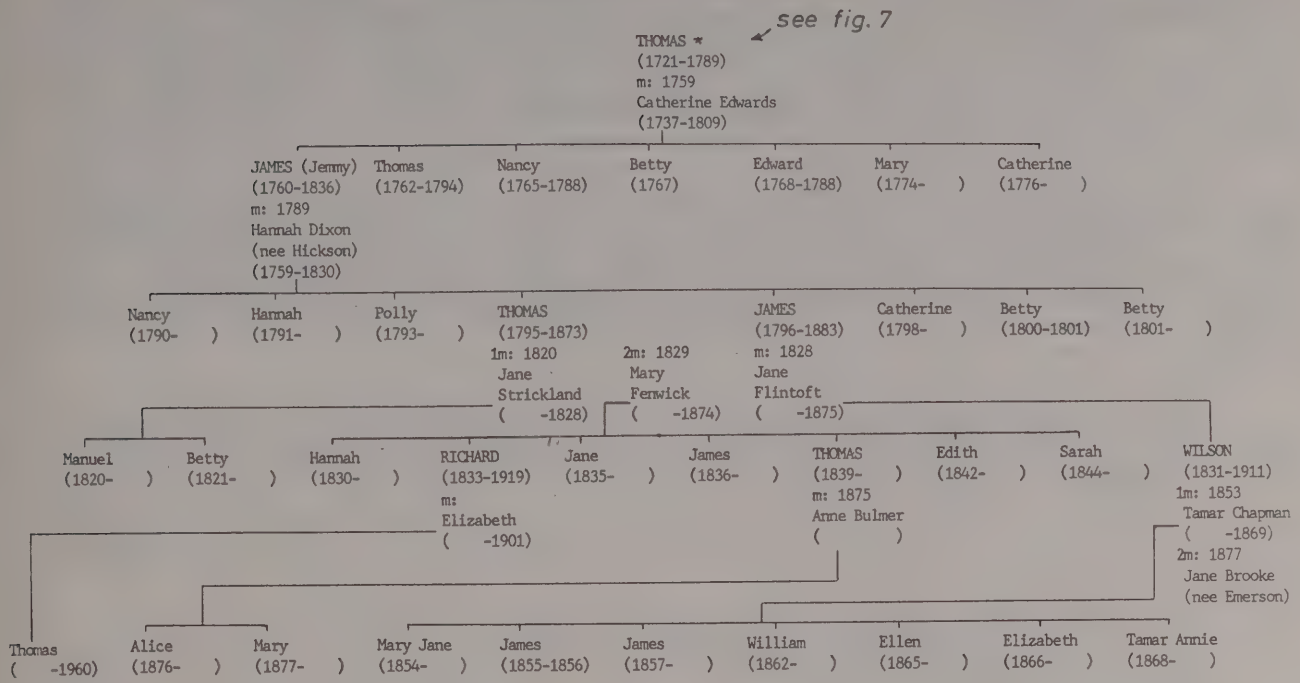 see fig. 7
THOMAS *
(1721-1789)
m: 1759
Catherine Edwards
(1737-1809)
JAMES (Jemmy) Thomas Nancy Betty Edward Mary Catherine
(1760-1836) (1762-1794) (1765-1788) (1767) (1768-1788) (1774- ) (1776- )
m: 1789
Hannah Dixon
(nee Hickson)
(1759-1830)
Nancy Hannah Polly THOMAS JAMES Catherine Betty Betty
(1790- ) (1791- ) (1793- ) (1795-1873) (1796-1883) (1798- ) (1800-1801) (1801- )
1m: 1820 2m: 1829 m: 1828
Jane Mary Jane
Strickland Fenwick Flintoft
( -1828) ( -1874) ( -1875)
Manuel Betty Hannah RICHARD Jane James THOMAS Edith Sarah WILSON
(1820- ) (1821- ) (1830- ) (1833-1919) (1835- ) (1836- ) (1839- ) (1842- ) (1844- ) (1831-1911)
m: m: 1875 1m: 1853
Elizabeth Anne Bulmer Tamar Chapman
( -1901) ( ) ( -1869)
2m: 1877
Jane Brooke
(nee Emerson)
Thomas Alice Mary Mary Jane James James William Ellen Elizabeth Tamar Annie
( -1960) (1876- ) (1877- ) (1854- ) (1855-1856) (1857- ) (1862- ) (1865- ) (1866- ) (1868- )